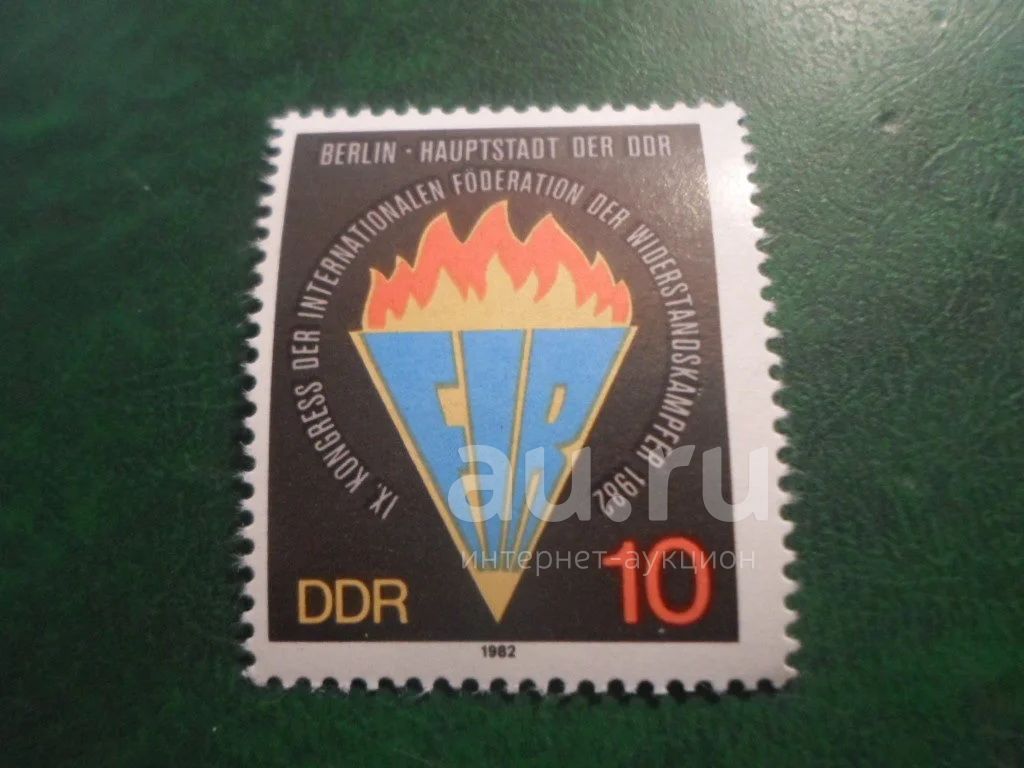 BERLIN · HAUPTSTADT DER DDR
IX. KONGRESS DER INTERNATIONALEN FÖDERATION DER WIDERSTANDSKÄMPFER 1982
FIR
au.ru
интернет-аукцион
DDR
10
1982